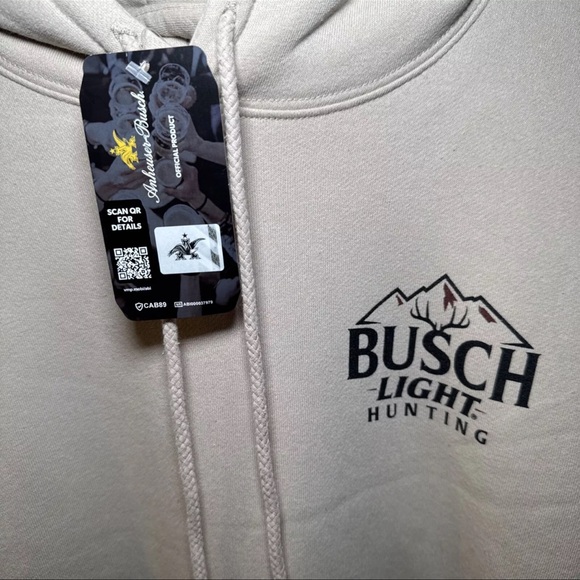 Anheuser-Busch.
OFFICIAL PRODUCT
SCAN QR
FOR
DETAILS
CAB89
BUSCH
LIGHT
HUNTING